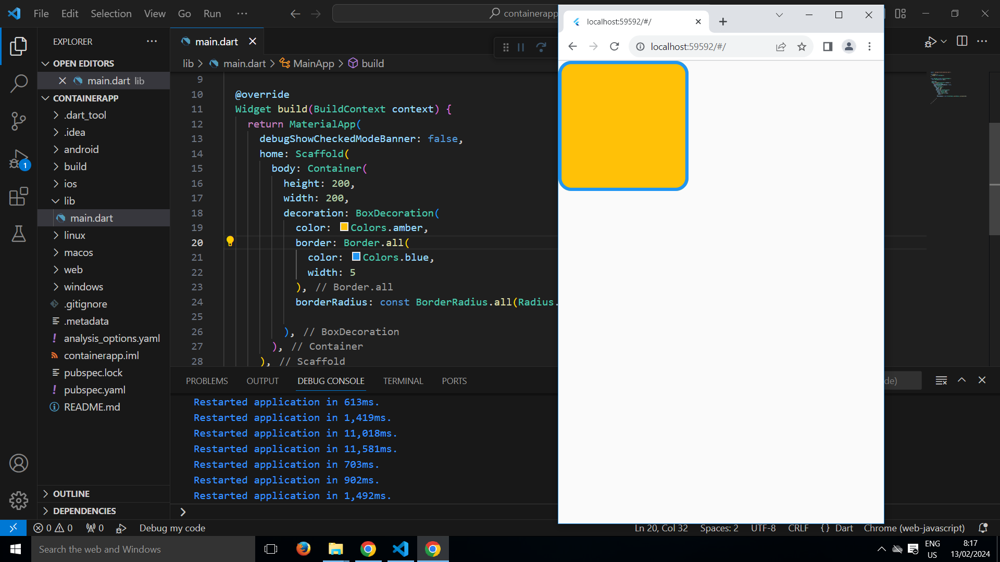 File Edit Selection View Go Run
containerapp
EXPLORER
OPEN EDITORS
main.dart lib
CONTAINERAPP
.dart_tool
.idea
android
build
ios
lib
main.dart
linux
macos
web
windows
.gitignore
.metadata
analysis_options.yaml
containerapp.iml
pubspec.lock
pubspec.yaml
README.md
OUTLINE
DEPENDENCIES
main.dart
lib > main.dart > MainApp > build
9
10 @override
11 Widget build(BuildContext context) {
12 return MaterialApp(
13 debugShowCheckedModeBanner: false,
14 home: Scaffold(
15 body: Container(
16 height: 200,
17 width: 200,
18 decoration: BoxDecoration(
19 color: Colors.amber,
20 border: Border.all(
21 color: Colors.blue,
22 width: 5
23 ), // Border.all
24 borderRadius: const BorderRadius.all(Radius.
25
26 ), // BoxDecoration
27 ), // Container
28 ), // Scaffold
PROBLEMS OUTPUT DEBUG CONSOLE TERMINAL PORTS
de)
Restarted application in 613ms.
Restarted application in 1,419ms.
Restarted application in 11,018ms.
Restarted application in 11,581ms.
Restarted application in 703ms.
Restarted application in 902ms.
Restarted application in 1,492ms.
>
localhost:59592/#/
localhost:59592/#/
1
0 0 0 Debug my code
Ln 20, Col 32 Spaces: 2 UTF-8 CRLF {} Dart Chrome (web-javascript)
Search the web and Windows
ENG
US
8:17
13/02/2024